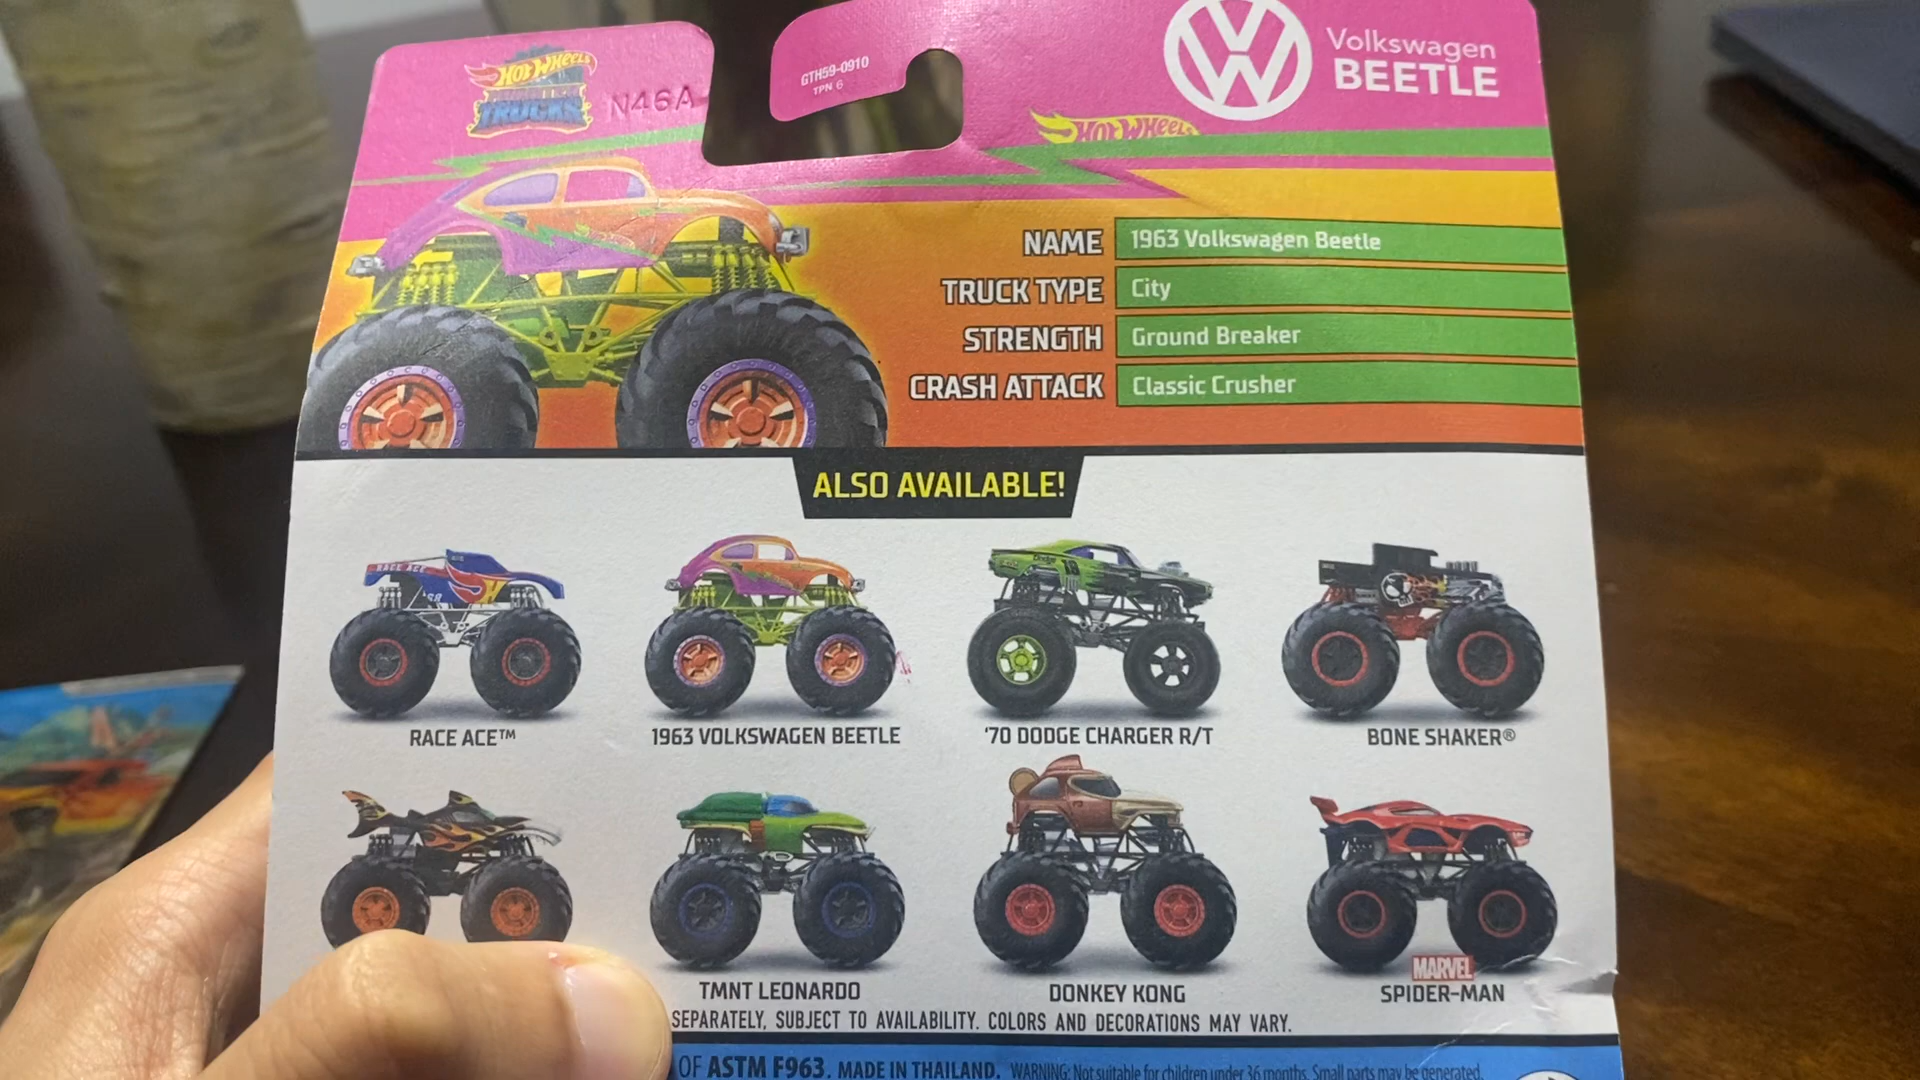 HOT WHEELS
TRUCKS
N46A
GTH59-0910
TPN 6
Volkswagen
BEETLE
HOT WHEELS
NAME 1963 Volkswagen Beetle
TRUCK TYPE City
STRENGTH Ground Breaker
CRASH ATTACK Classic Crusher
ALSO AVAILABLE!
RACE ACE
RACE ACE™
1963 VOLKSWAGEN BEETLE
'70 DODGE CHARGER R/T
BONE SHAKER®
TMNT LEONARDO
DONKEY KONG
MARVEL
SPIDER-MAN
SEPARATELY, SUBJECT TO AVAILABILITY. COLORS AND DECORATIONS MAY VARY.
OF ASTM F963. MADE IN THAILAND. WARNING: Not suitable for children under 36 months. Small parts may be generated.